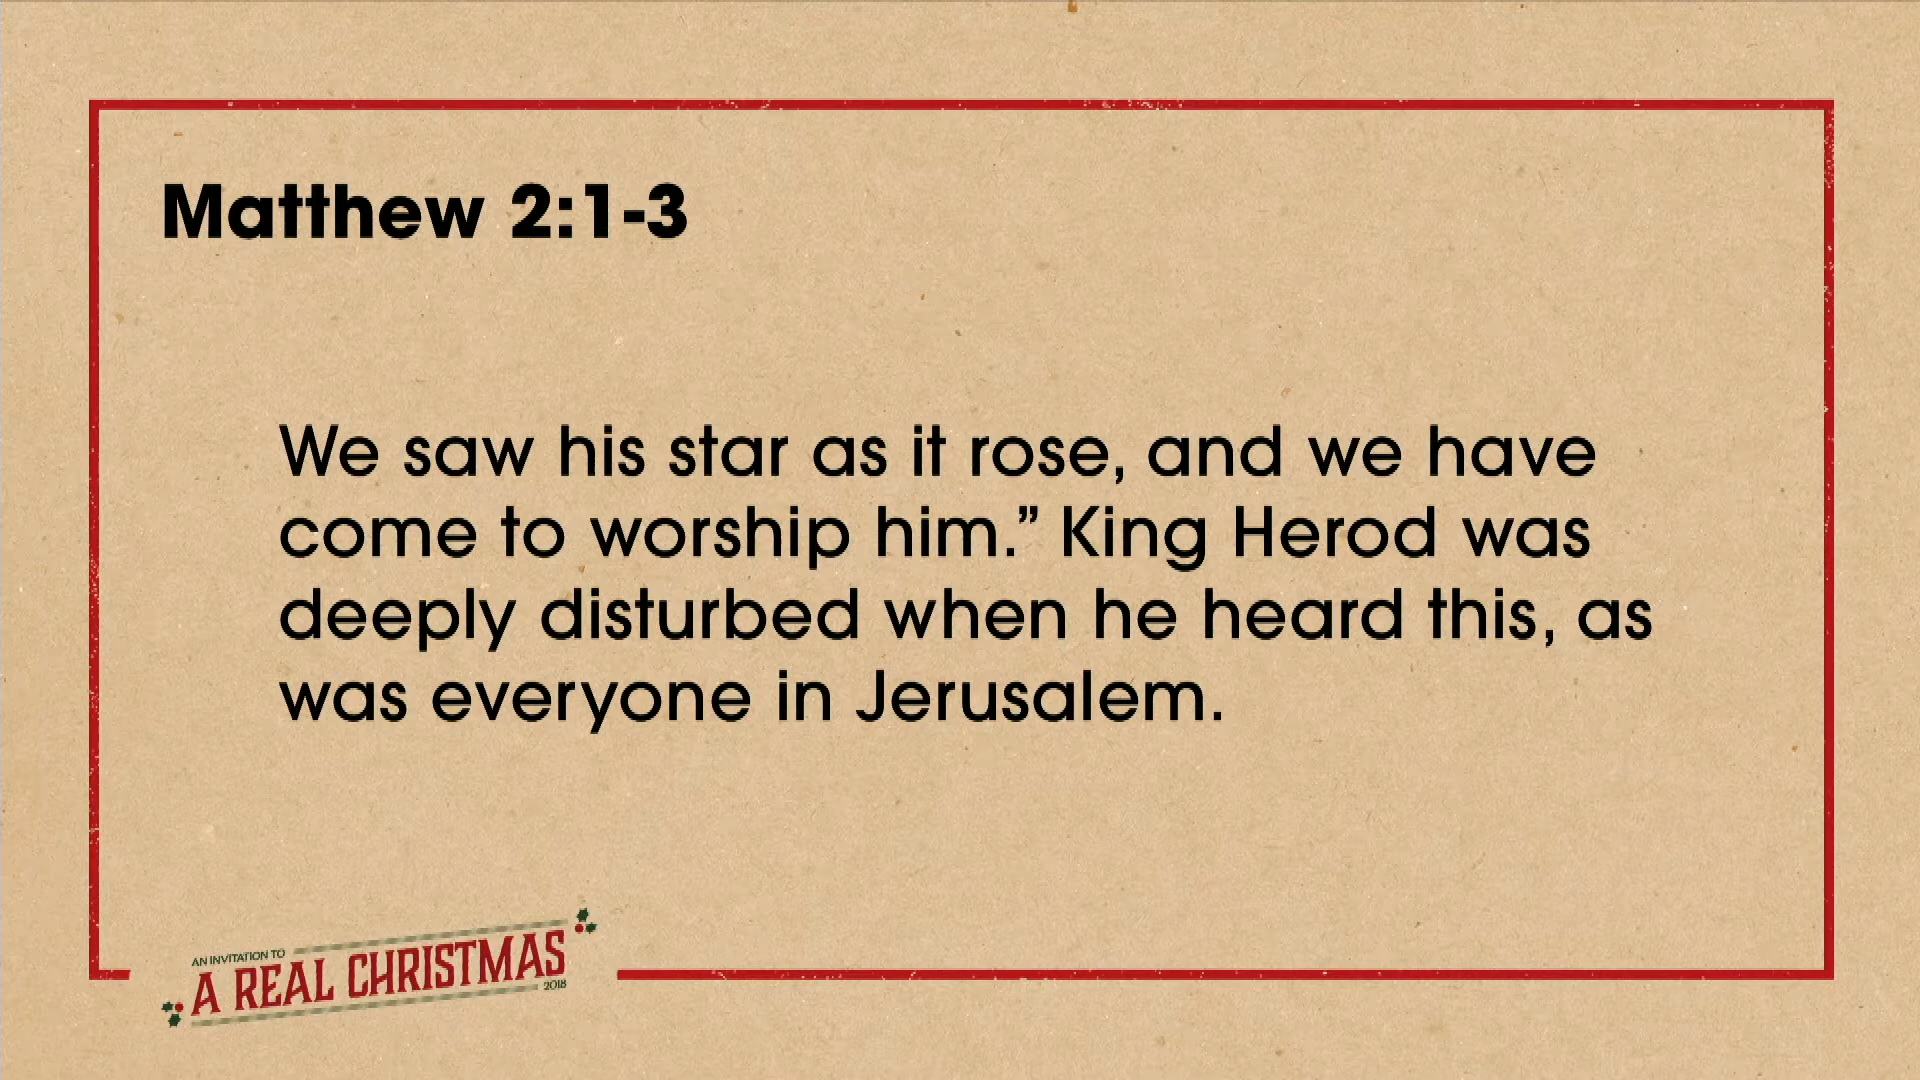 Matthew 2:1-3
We saw his star as it rose, and we have
come to worship him.” King Herod was
deeply disturbed when he heard this, as
was everyone in Jerusalem.
AN INVITATION TO
A REAL CHRISTMAS
2018